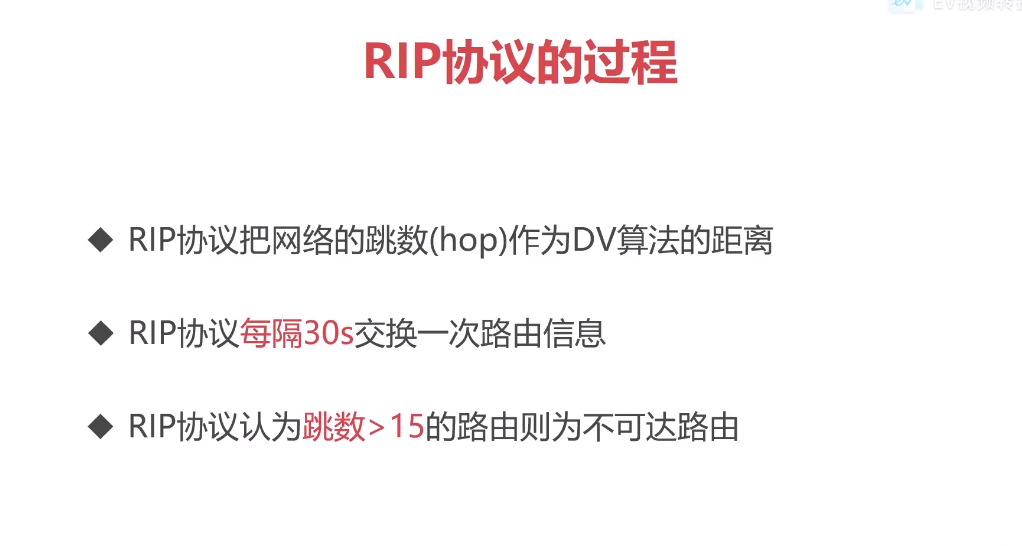 EV视频转换
RIP协议的过程
◆ RIP协议把网络的跳数(hop)作为DV算法的距离
◆ RIP协议每隔30s交换一次路由信息
◆ RIP协议认为跳数>15的路由则为不可达路由